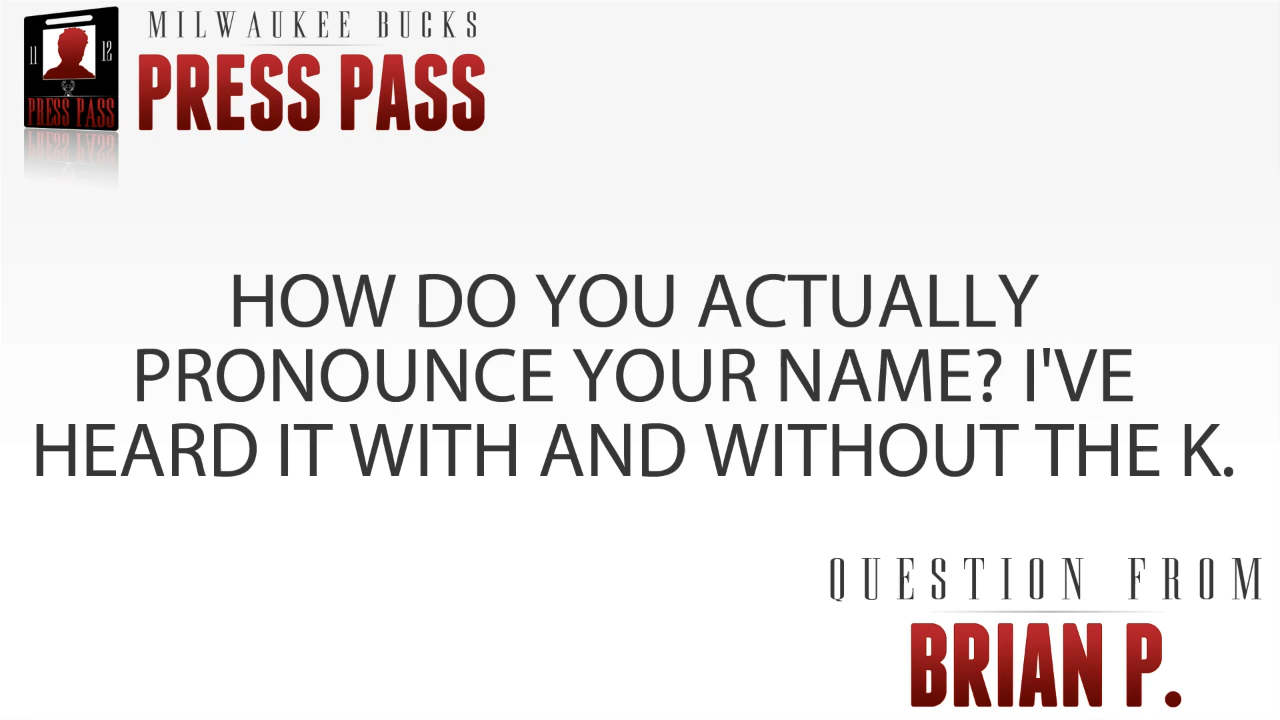 MILWAUKEE BUCKS
PRESS PASS
11 12
PRESS PASS
HOW DO YOU ACTUALLY
PRONOUNCE YOUR NAME? I'VE
HEARD IT WITH AND WITHOUT THE K.
QUESTION FROM
BRIAN P.